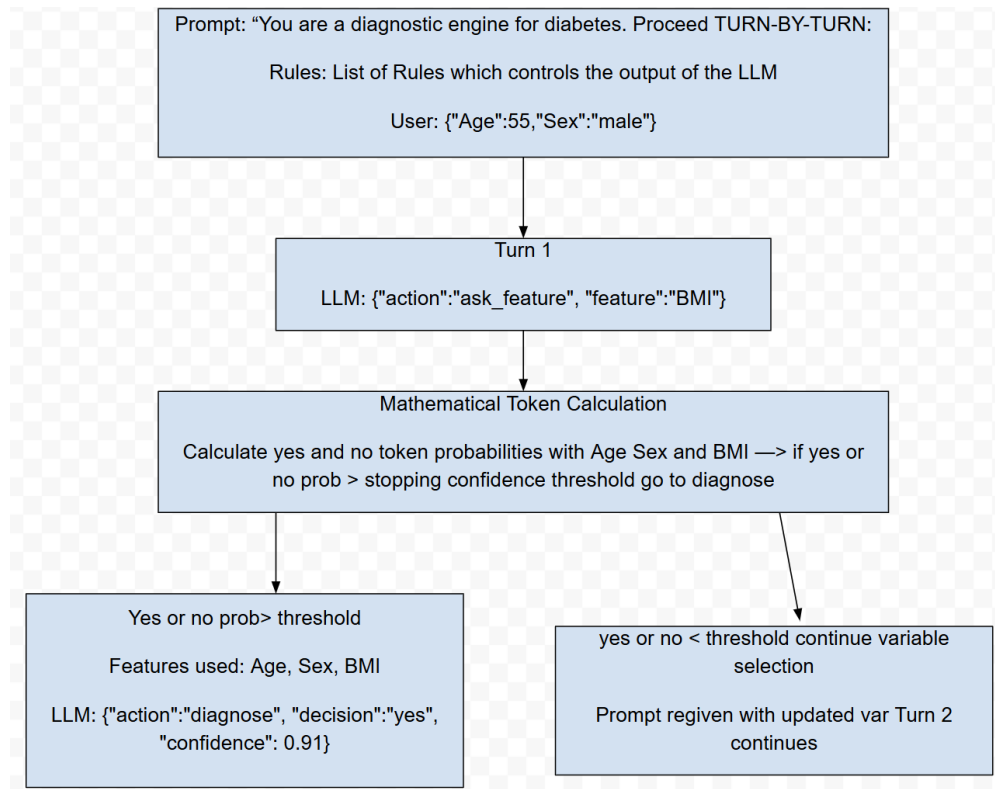 Prompt: “You are a diagnostic engine for diabetes. Proceed TURN-BY-TURN:
Rules: List of Rules which controls the output of the LLM
User: {"Age":55,"Sex":"male"}
Turn 1
LLM: {"action":"ask_feature", "feature":"BMI"}
Mathematical Token Calculation
Calculate yes and no token probabilities with Age Sex and BMI —> if yes or
no prob > stopping confidence threshold go to diagnose
Yes or no prob> threshold
Features used: Age, Sex, BMI
LLM: {"action":"diagnose", "decision":"yes",
"confidence": 0.91}
yes or no < threshold continue variable
selection
Prompt regiven with updated var Turn 2
continues